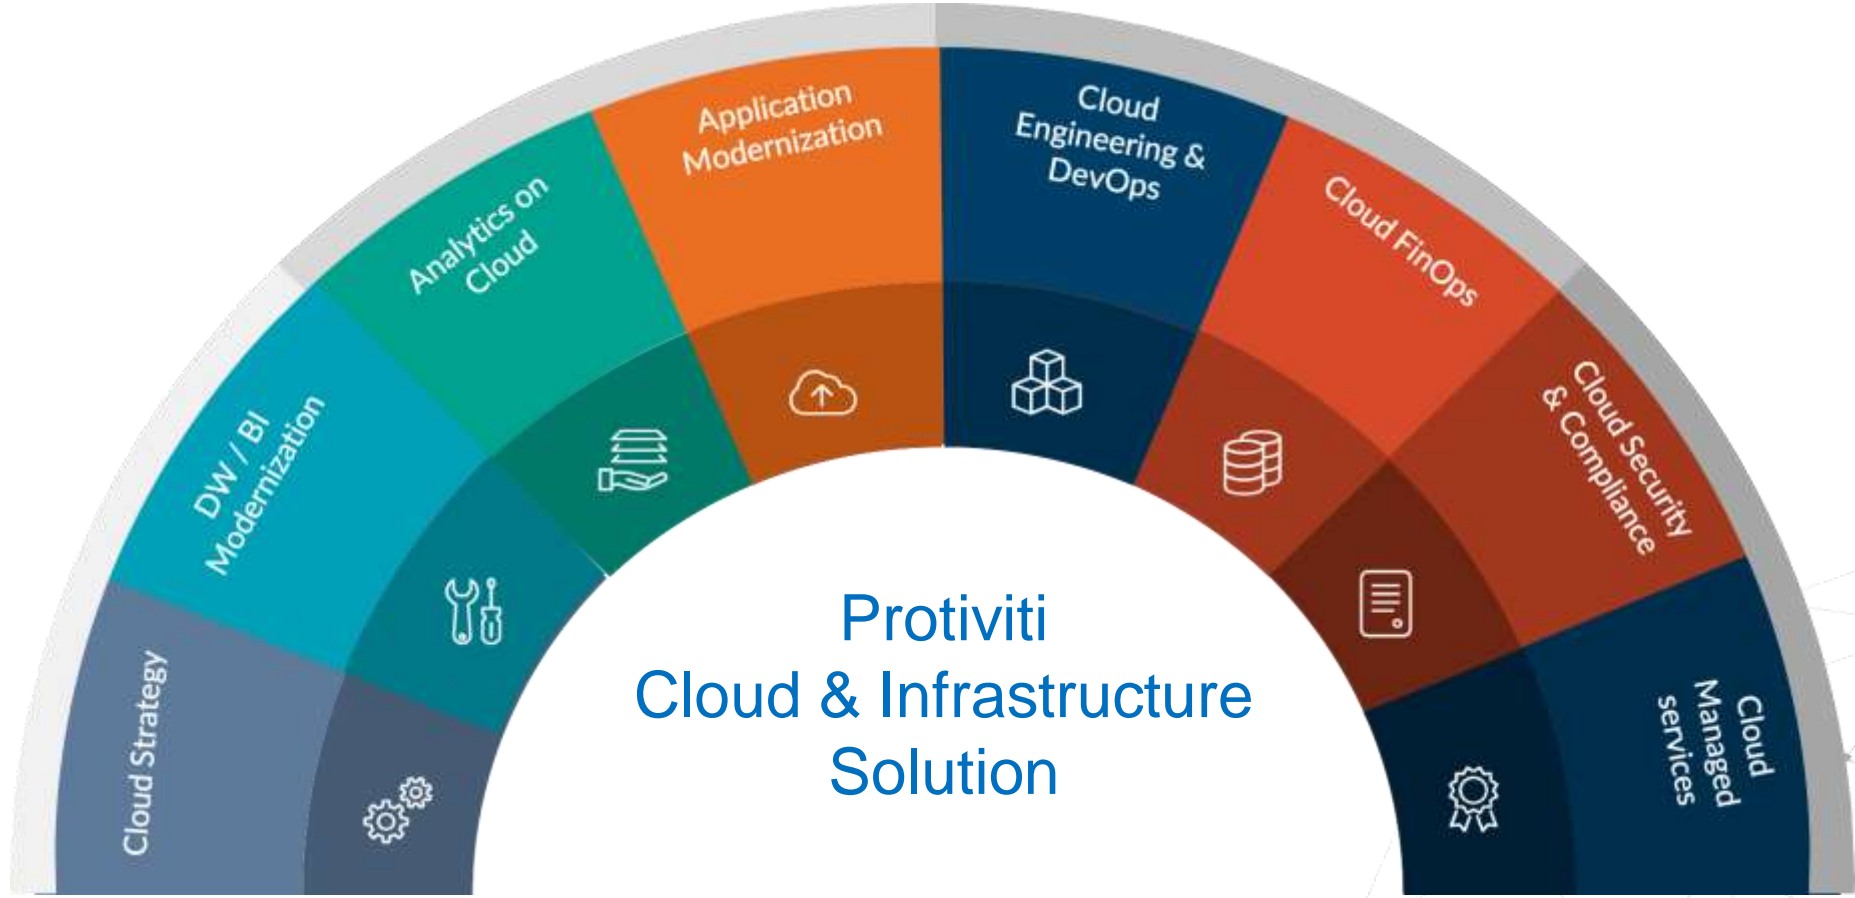 Cloud Strategy
DW / BI
Modernization
Analytics on
Cloud
Application
Modernization
Cloud
Engineering &
DevOps
Cloud FinOps
Cloud Security
& Compliance
Cloud
Managed
services
Protiviti
Cloud & Infrastructure
Solution